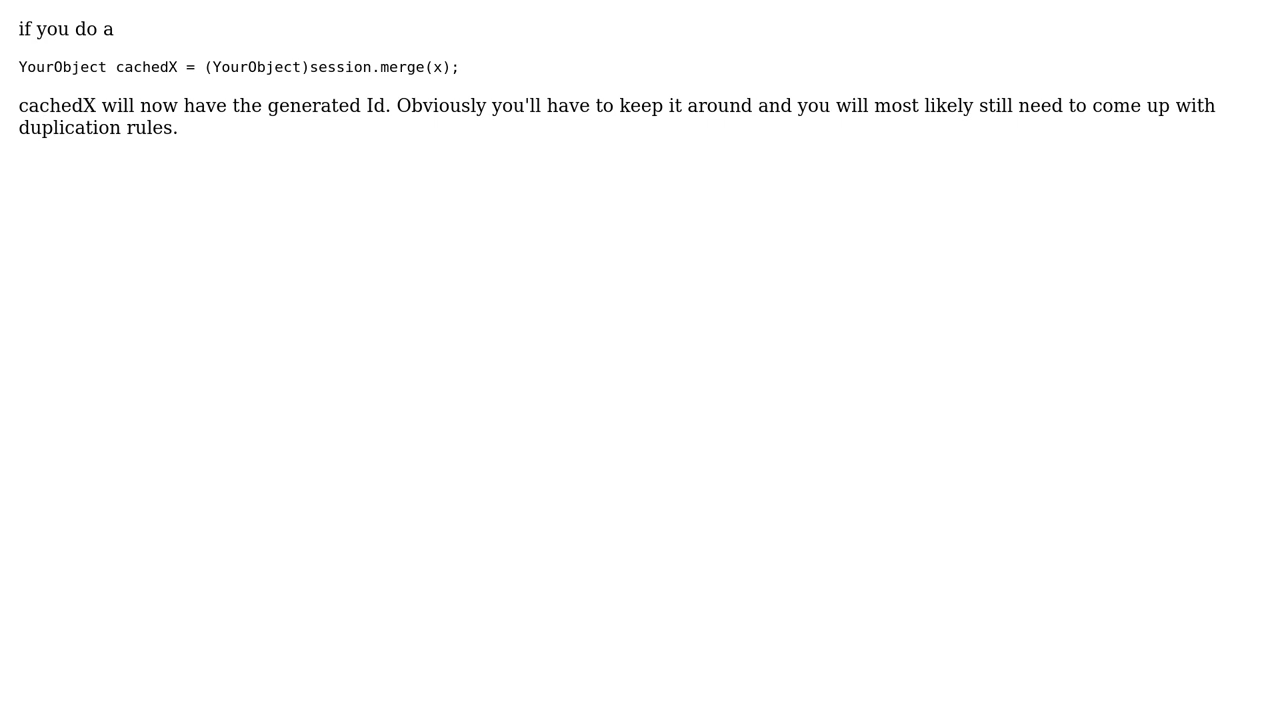 if you do a
YourObject cachedX = (YourObject)session.merge(x);
cachedX will now have the generated Id. Obviously you'll have to keep it around and you will most likely still need to come up with
duplication rules.